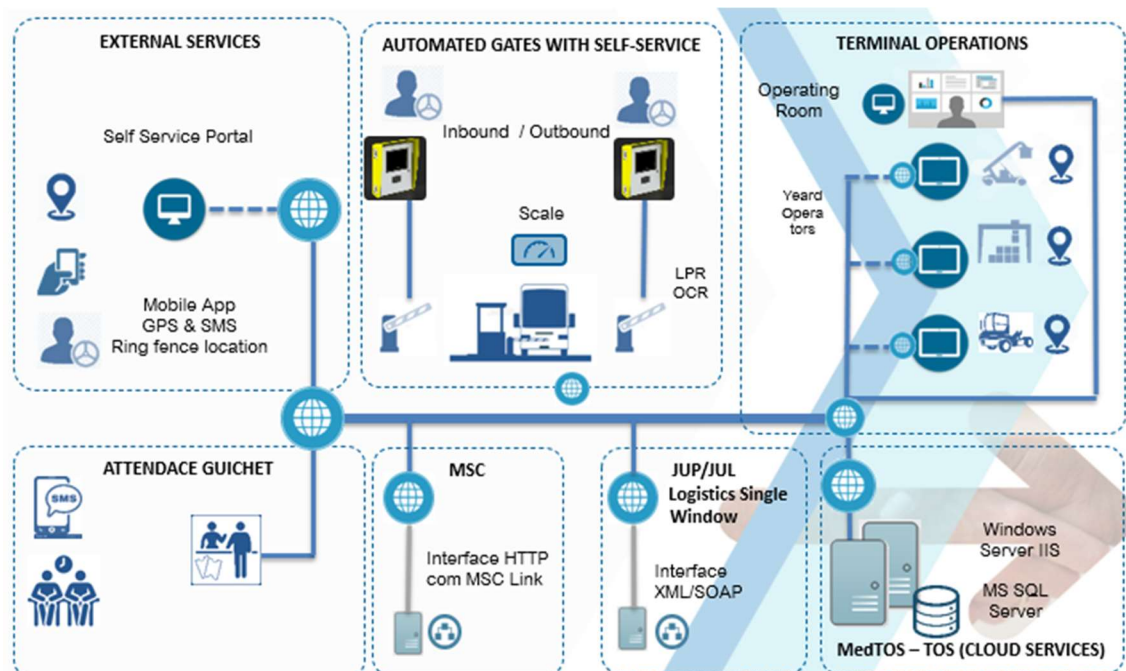 EXTERNAL SERVICES
Self Service Portal
Mobile App
GPS & SMS
Ring fence location
AUTOMATED GATES WITH SELF-SERVICE
Inbound / Outbound
Scale
LPR
OCR
TERMINAL OPERATIONS
Operating
Room
Yeard
Opera
tors
ATTENDACE GUICHET
SMS
MSC
Interface HTTP
com MSC Link
JUP/JUL
Logistics Single
Window
Interface
XML/SOAP
Windows
Server IIS
MS SQL
Server
MedTOS – TOS (CLOUD SERVICES)